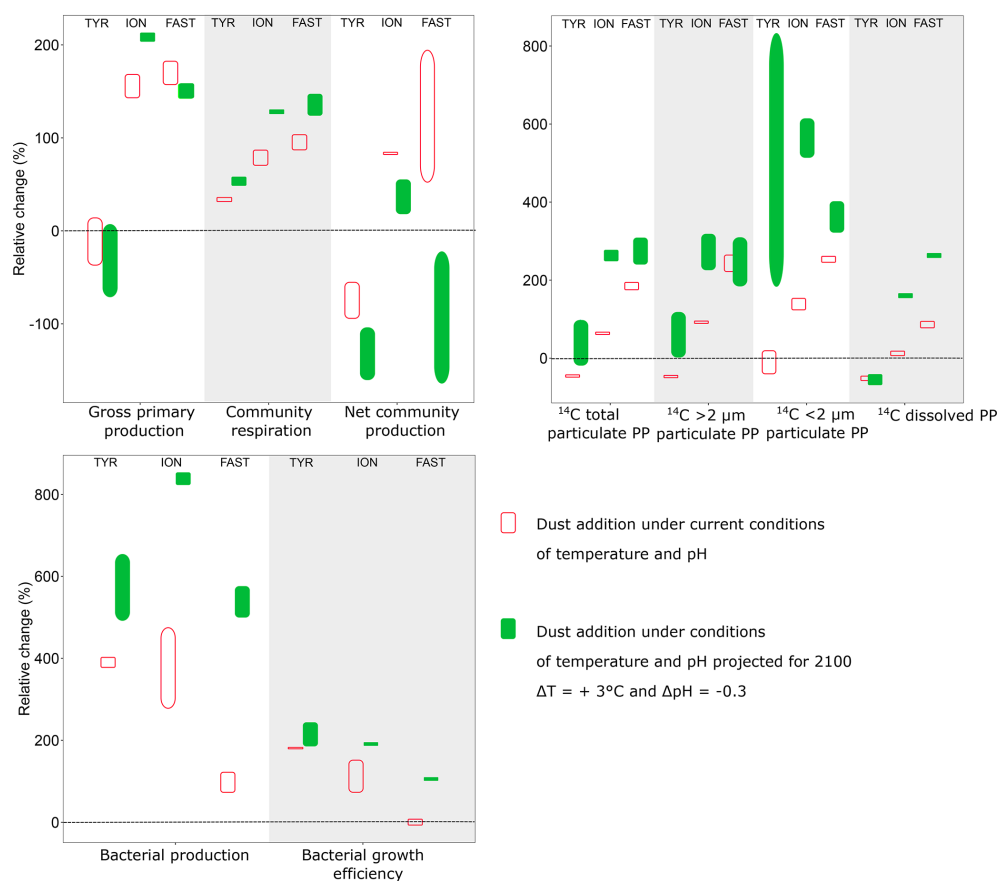 TYR ION FAST TYR ION FAST TYR ION FAST
200
100
0
-100
Relative change (%)
Gross primary
production
Community
respiration
Net community
production
TYR ION FAST TYR ION FAST TYR ION FAST TYR ION FAST
800
600
400
200
0
Relative change (%)
¹⁴C total
particulate PP
¹⁴C >2 μm
particulate PP
¹⁴C <2 μm
particulate PP
¹⁴C dissolved PP
TYR ION FAST TYR ION FAST
800
600
400
200
0
Relative change (%)
Bacterial production
Bacterial growth
efficiency
Dust addition under current conditions
of temperature and pH
Dust addition under conditions
of temperature and pH projected for 2100
ΔT = + 3°C and ΔpH = -0.3